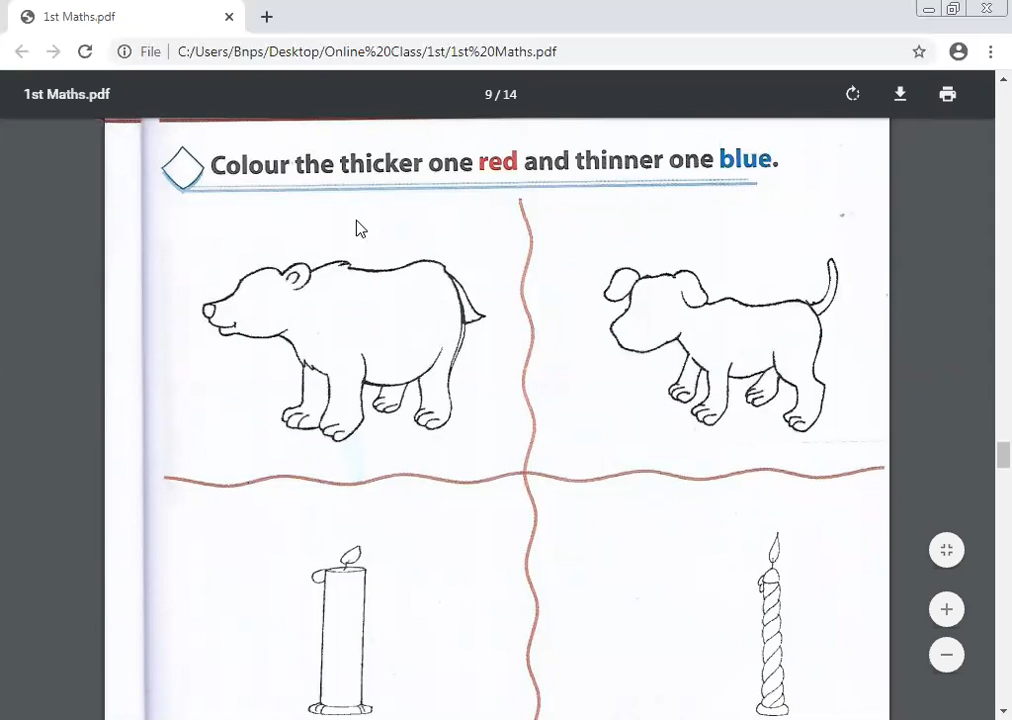 1st Maths.pdf
File
C:/Users/Bnps/Desktop/Online%20Class/1st/1st%20Maths.pdf
1st Maths.pdf
9 / 14
Colour the thicker one red and thinner one blue.